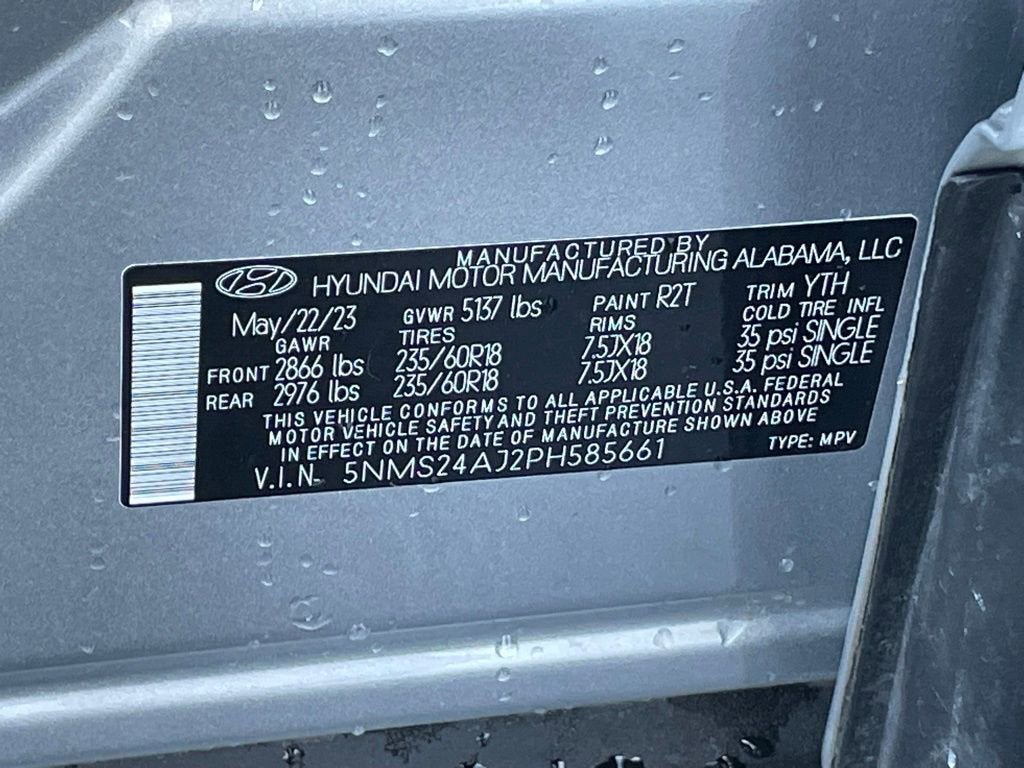 MANUFACTURED BY
HYUNDAI MOTOR MANUFACTURING ALABAMA, LLC
May/22/23 GVWR 5137 lbs PAINT R2T TRIM YTH
GAWR TIRES RIMS COLD TIRE INFL
FRONT 2866 lbs 235/60R18 7.5JX18 35 psi SINGLE
REAR 2976 lbs 235/60R18 7.5JX18 35 psi SINGLE
THIS VEHICLE CONFORMS TO ALL APPLICABLE U.S.A. FEDERAL
MOTOR VEHICLE SAFETY AND THEFT PREVENTION STANDARDS
IN EFFECT ON THE DATE OF MANUFACTURE SHOWN ABOVE
V.I.N- 5NMS24AJ2PH585661 TYPE: MPV